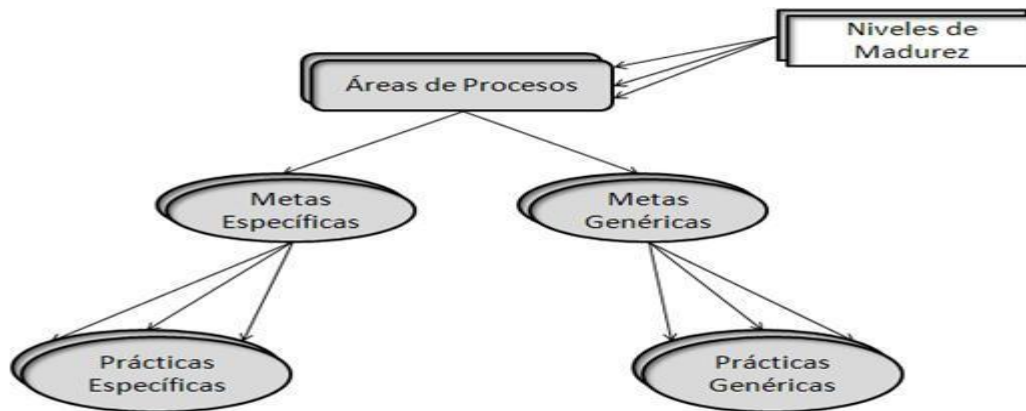 Niveles de
Madurez
Áreas de Procesos
Metas
Específicas
Metas
Genéricas
Prácticas
Específicas
Prácticas
Genéricas